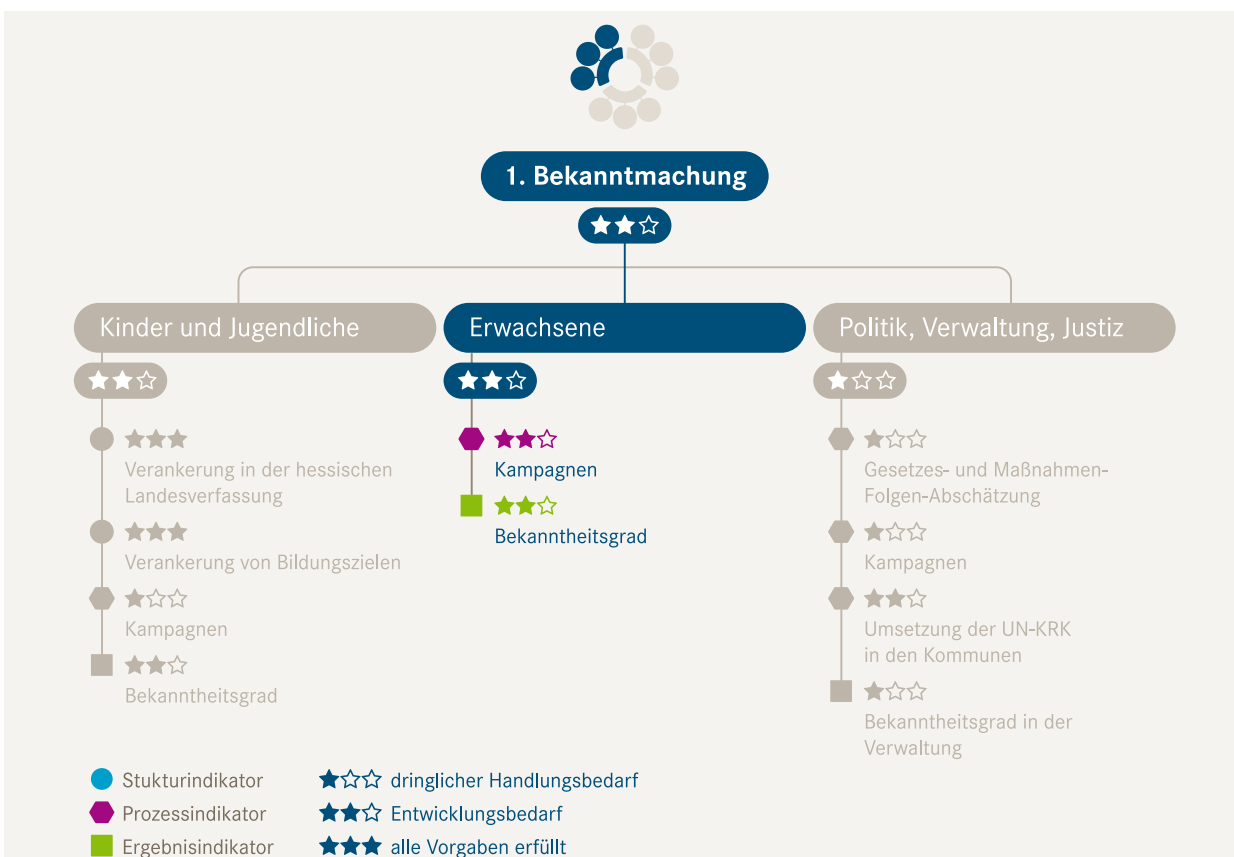 1. Bekanntmachung
Kinder und Jugendliche
Verankerung in der hessischen
Landesverfassung
Verankerung von Bildungszielen
Kampagnen
Bekanntheitsgrad
Erwachsene
Kampagnen
Bekanntheitsgrad
Politik, Verwaltung, Justiz
Gesetzes- und Maßnahmen-
Folgen-Abschätzung
Kampagnen
Umsetzung der UN-KRK
in den Kommunen
Bekanntheitsgrad in der
Verwaltung
Stukturindikator
Prozessindikator
Ergebnisindikator
dringlicher Handlungsbedarf
Entwicklungsbedarf
alle Vorgaben erfüllt